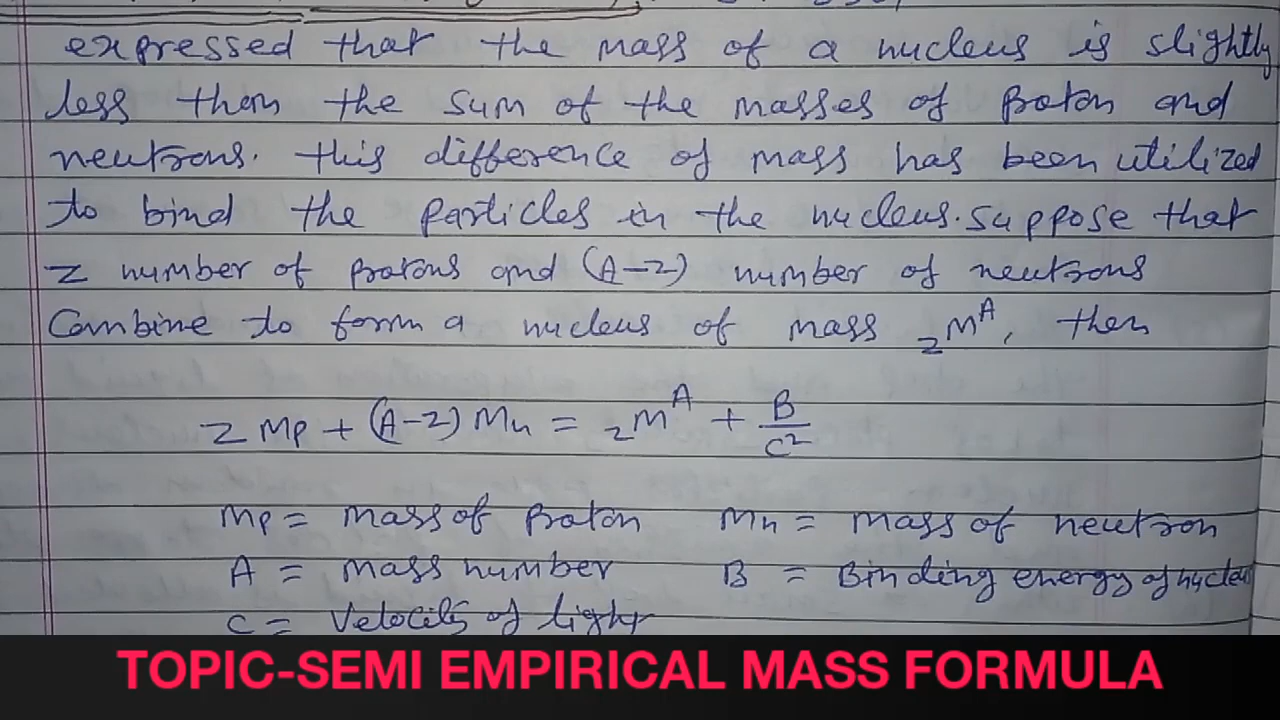 expressed that the mass of a nucleus is slightly
less then the sum of the masses of proton and
neutrons. this difference of mass has been utilized
to bind the particles in the nucleus. suppose that
Z number of protons and (A-Z) number of neutrons
Combine to form a nucleus of mass ZMᴬ, then
Z Mp + (A-Z) Mn = ZMᴬ + B/C²
Mp = Mass of proton Mn = Mass of neutron
A = Mass number B = Binding energy of nucleus
C = Velocity of light
TOPIC-SEMI EMPIRICAL MASS FORMULA